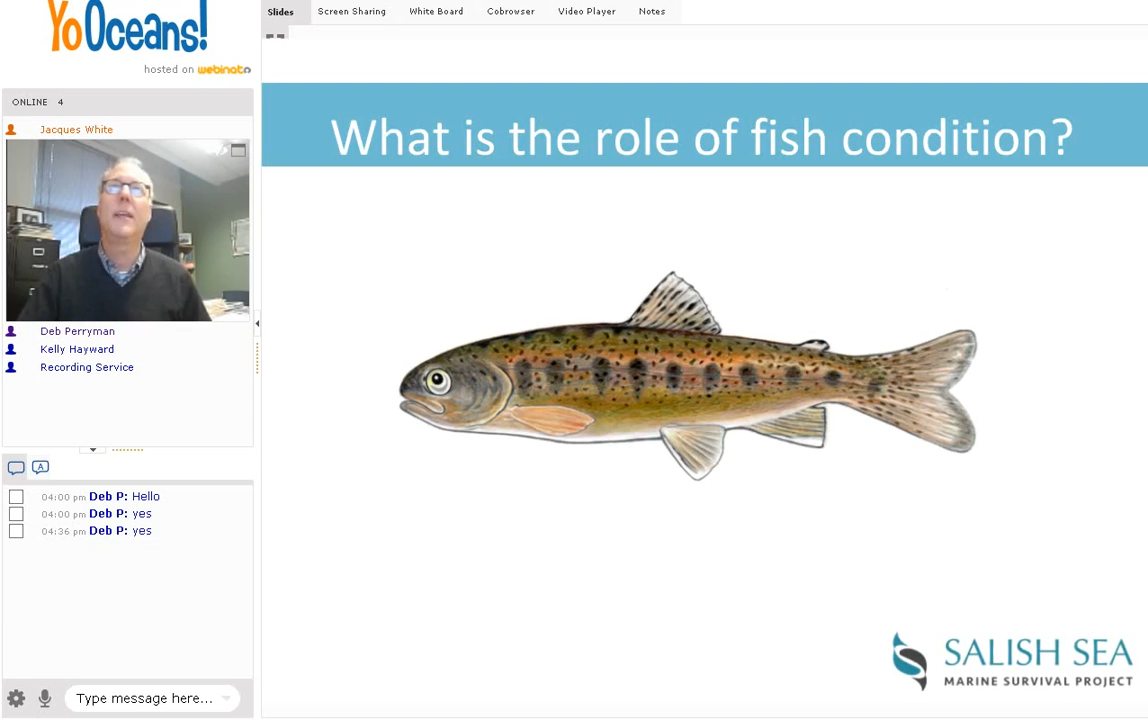 YoOceans!
hosted on webinato
ONLINE 4
Jacques White
Deb Perryman
Kelly Hayward
Recording Service
04:00 pm Deb P: Hello
04:00 pm Deb P: yes
04:36 pm Deb P: yes
Type message here...
Slides Screen Sharing White Board Cobrowser Video Player Notes
What is the role of fish condition?
SALISH SEA
MARINE SURVIVAL PROJECT